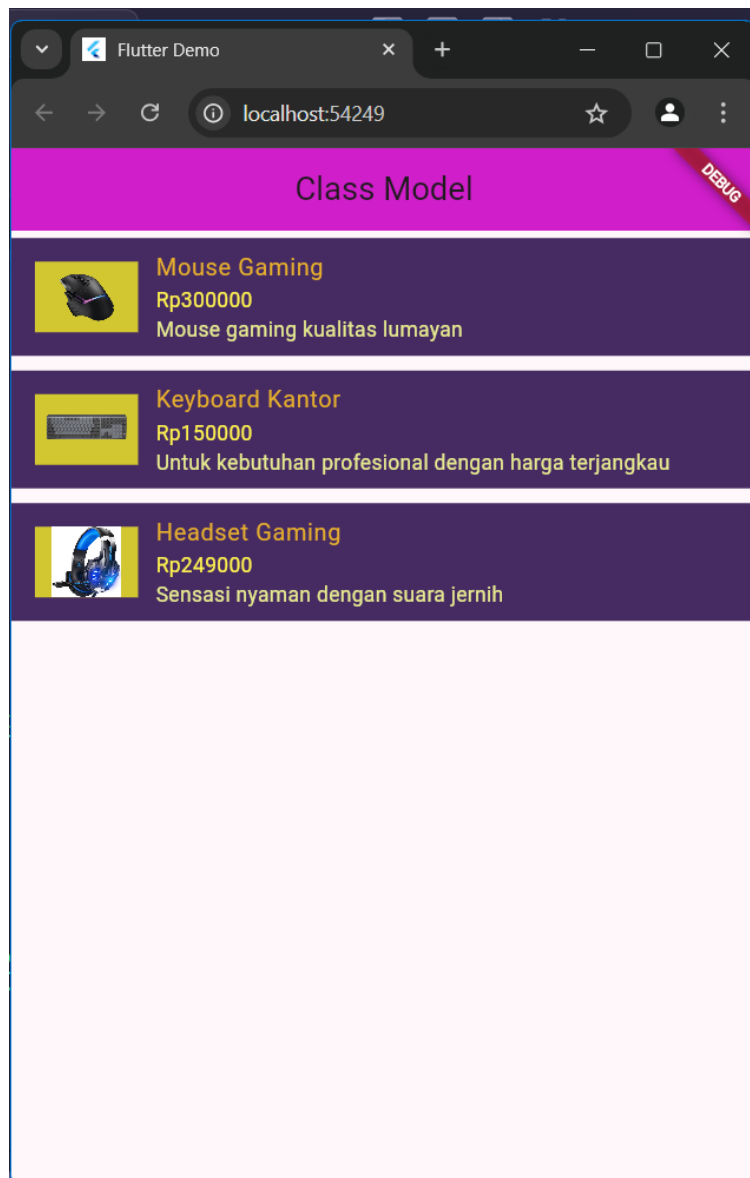 Flutter Demo
localhost:54249
Class Model
DEBUG
Mouse Gaming
Rp300000
Mouse gaming kualitas lumayan
Keyboard Kantor
Rp150000
Untuk kebutuhan profesional dengan harga terjangkau
Headset Gaming
Rp249000
Sensasi nyaman dengan suara jernih